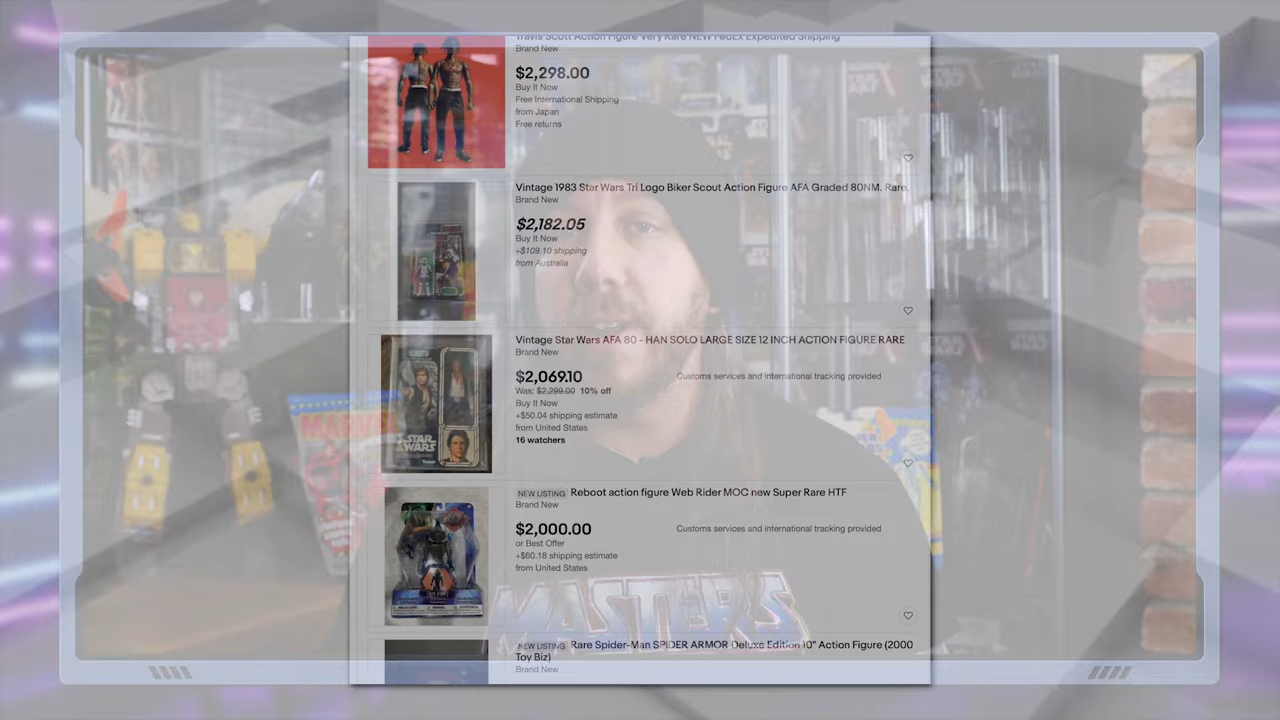 Travis Scott Action Figure Very Rare NEW FedEx Expedited Shipping
Brand New
$2,298.00
Buy It Now
Free International Shipping
from Japan
Free returns
Vintage 1983 Star Wars Tri Logo Biker Scout Action Figure AFA Graded 80NM. Rare.
Brand New
$2,182.05
Buy It Now
+$109.10 shipping
from Australia
Vintage Star Wars AFA 80 - HAN SOLO LARGE SIZE 12 INCH ACTION FIGURE RARE
Brand New
$2,069.10
Customs services and international tracking provided
Was: $2,299.00 10% off
Buy It Now
+$50.04 shipping estimate
from United States
16 watchers
STAR WARS
MARVEL
NEW LISTING Reboot action figure Web Rider MOC new Super Rare HTF
Brand New
$2,000.00
Customs services and international tracking provided
or Best Offer
+$60.18 shipping estimate
from United States
MASTERS
NEW LISTING Rare Spider-Man SPIDER ARMOR Deluxe Edition 10" Action Figure (2000
Toy Biz)
Brand New